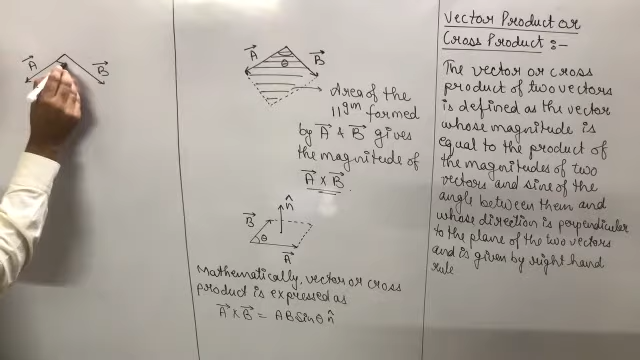 A B
A B
θ
Area of the
11gm formed
by A & B gives
the magnitude of
A × B
n̂
B
θ
A
Mathematically, vector or cross
product is expressed as
A × B = AB Sinθ n̂
Vector Product or
Cross Product :-
The vector or cross
product of two vectors
is defined as the vector
whose magnitude is
equal to the product of
the magnitudes of two
vectors and sine of the
angle between them and
whose direction is perpendicular
to the plane of the two vectors
and is given by right hand
rule